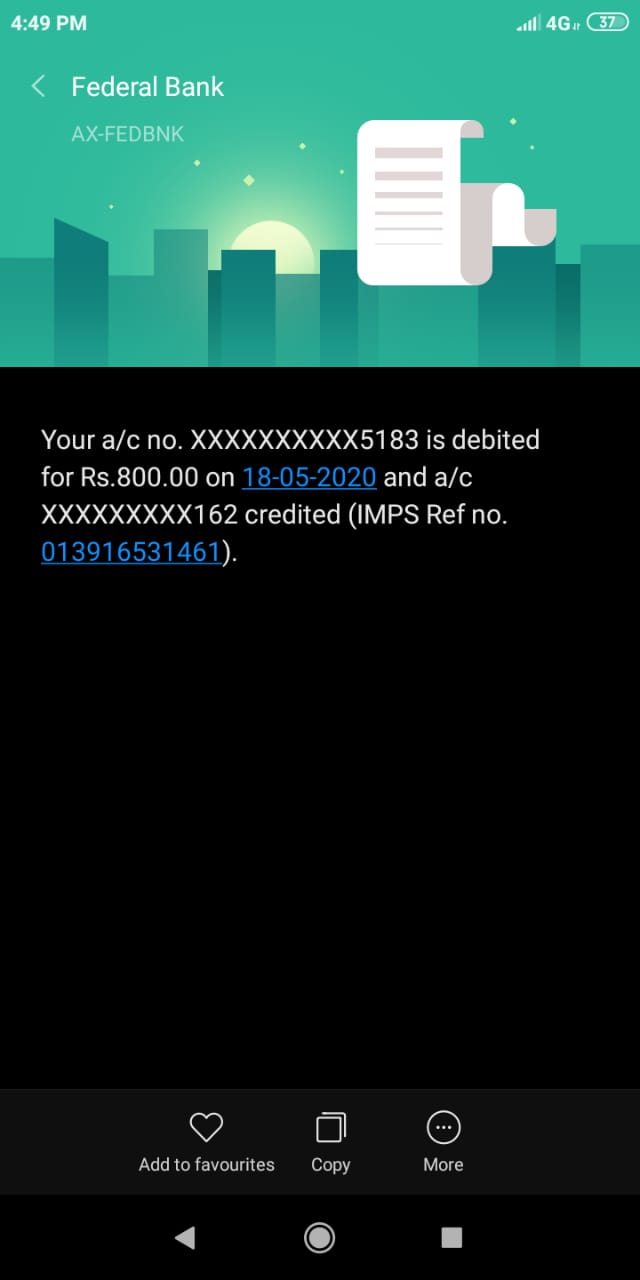 4:49 PM 4G 37
Federal Bank
AX-FEDBNK
Your a/c no. XXXXXXXXXX5183 is debited
for Rs.800.00 on 18-05-2020 and a/c
XXXXXXXXX162 credited (IMPS Ref no.
013916531461).
Add to favourites Copy More